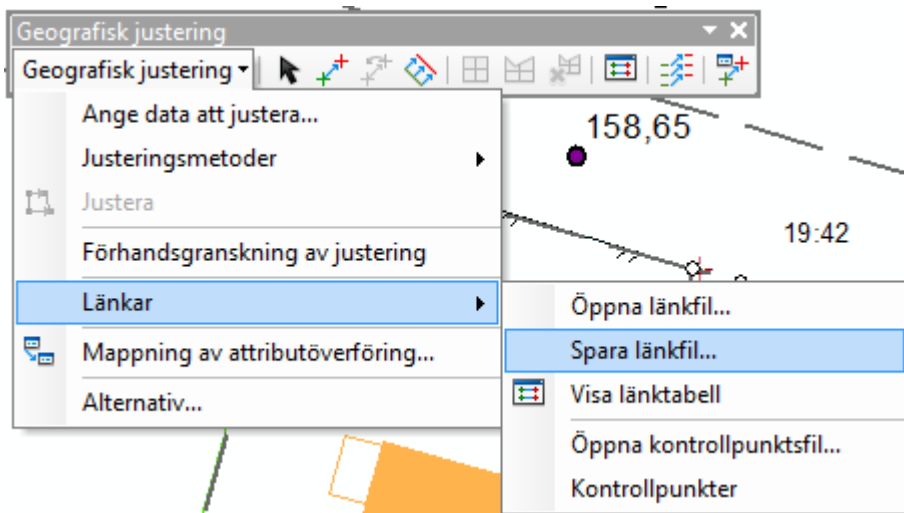 Geografisk justering
Geografisk justering
Ange data att justera...
158,65
Justeringsmetoder
Justera
19:42
Förhandsgranskning av justering
Länkar
Öppna länkfil...
Mappning av attributöverföring...
Spara länkfil...
Alternativ...
Visa länktabell
Öppna kontrollpunktsfil...
Kontrollpunkter